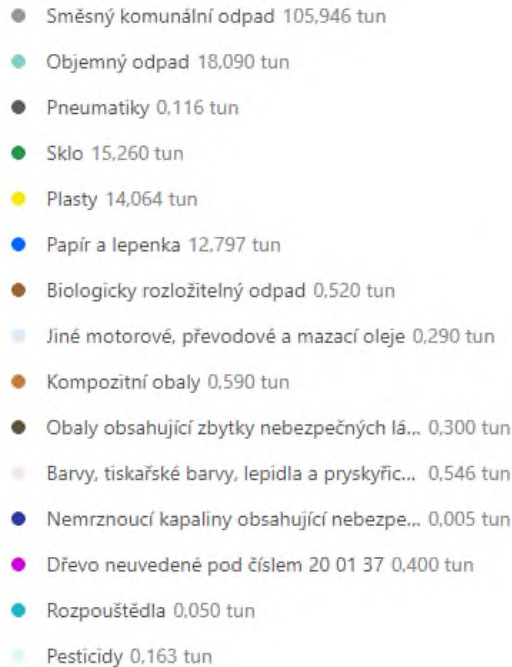 Směsný komunální odpad 105,946 tun
Objemný odpad 18,090 tun
Pneumatiky 0,116 tun
Sklo 15,260 tun
Plasty 14,064 tun
Papír a lepenka 12,797 tun
Biologicky rozložitelný odpad 0,520 tun
Jiné motorové, převodové a mazací oleje 0,290 tun
Kompozitní obaly 0,590 tun
Obaly obsahující zbytky nebezpečných lá... 0,300 tun
Barvy, tiskařské barvy, lepidla a pryskyřic... 0,546 tun
Nemrznoucí kapaliny obsahující nebezpe... 0,005 tun
Dřevo neuvedené pod číslem 20 01 37 0,400 tun
Rozpouštědla 0,050 tun
Pesticidy 0,163 tun